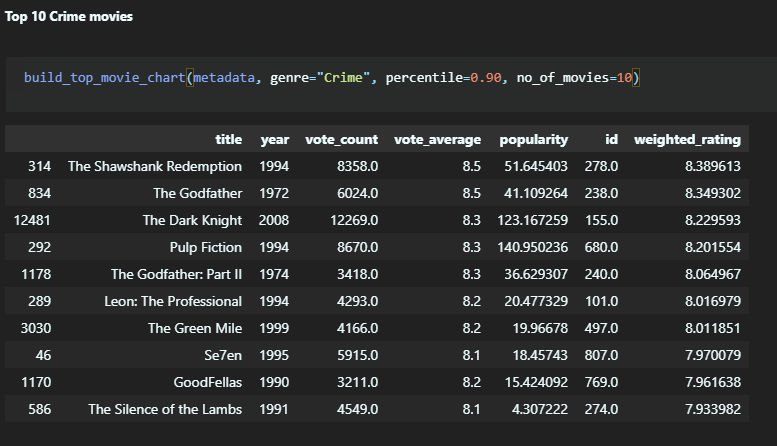 Top 10 Crime movies
build_top_movie_chart(metadata, genre="Crime", percentile=0.90, no_of_movies=10)
title year vote_count vote_average popularity id weighted_rating
314 The Shawshank Redemption 1994 8358.0 8.5 51.645403 278.0 8.389613
834 The Godfather 1972 6024.0 8.5 41.109264 238.0 8.349302
12481 The Dark Knight 2008 12269.0 8.3 123.167259 155.0 8.229593
292 Pulp Fiction 1994 8670.0 8.3 140.950236 680.0 8.201554
1178 The Godfather: Part II 1974 3418.0 8.3 36.629307 240.0 8.064967
289 Leon: The Professional 1994 4293.0 8.2 20.477329 101.0 8.016979
3030 The Green Mile 1999 4166.0 8.2 19.96678 497.0 8.011851
46 Se7en 1995 5915.0 8.1 18.45743 807.0 7.970079
1170 GoodFellas 1990 3211.0 8.2 15.424092 769.0 7.961638
586 The Silence of the Lambs 1991 4549.0 8.1 4.307222 274.0 7.933982